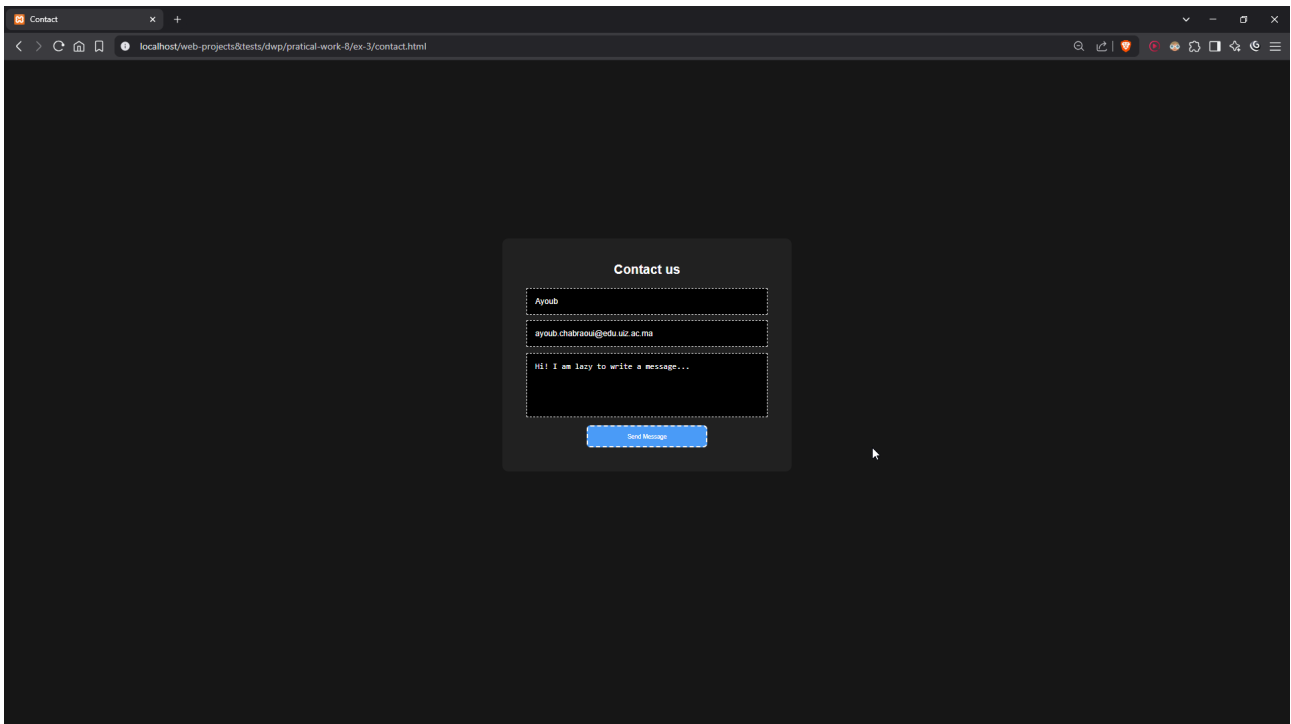 Contact
localhost/web-projects&tests/dwp/pratical-work-8/ex-3/contact.html
Contact us
Ayoub
ayoub.chabraoui@edu.uiz.ac.ma
Hi! I am lazy to write a message...
Send Message